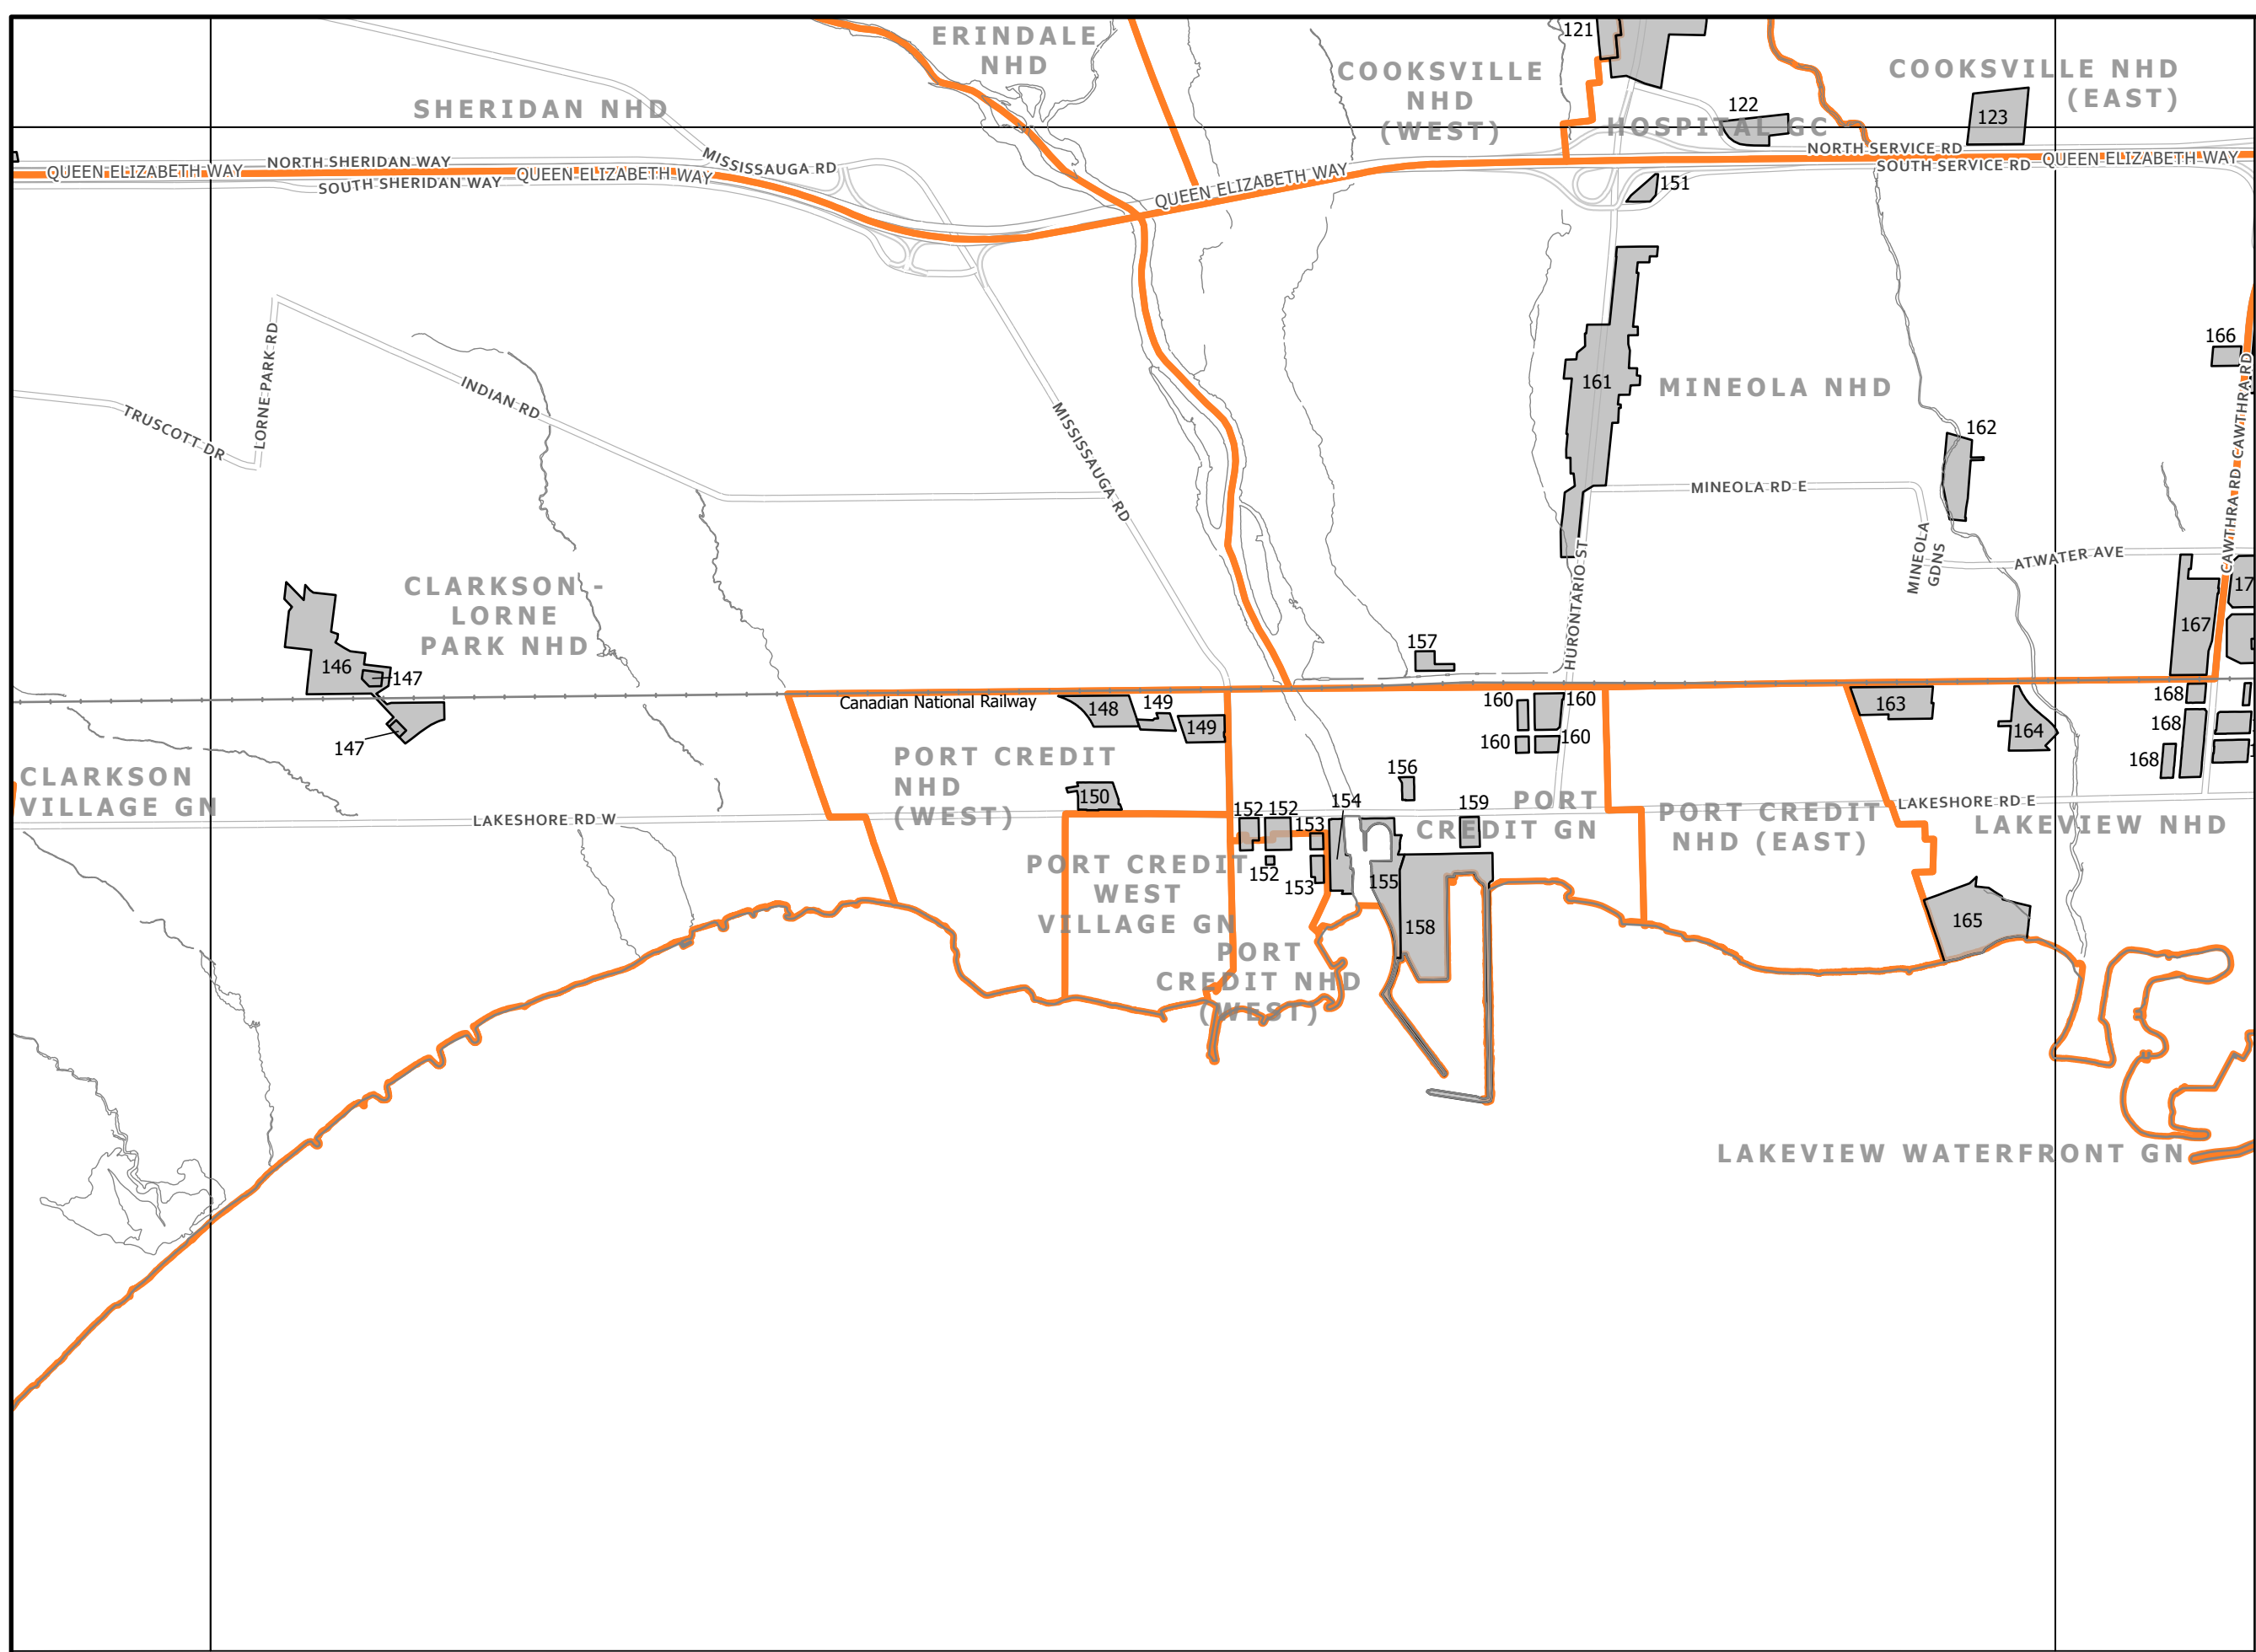 121
ERINDALE
NHD
COOKSVILLE
NHD
(WEST)
COOKSVILLE NHD
(EAST)
SHERIDAN NHD
122
123
HOSPITAL GC
NORTH SHERIDAN WAY
MISSISSAUGA RD
NORTH SERVICE RD
QUEEN ELIZABETH WAY
QUEEN ELIZABETH WAY
QUEEN ELIZABETH WAY
QUEEN ELIZABETH WAY
SOUTH SHERIDAN WAY
SOUTH SERVICE RD
151
LORNE PARK RD
INDIAN RD
TRUSCOTT DR
MISSISSAUGA RD
161
MINEOLA NHD
166
CAWTHRA RD
CAWTHRA RD
CAWTHRA RD
162
MINEOLA RD E
MINEOLA
GDNS
ATWATER AVE
HURONTARIO ST
CLARKSON -
LORNE
PARK NHD
146
147
147
157
167
17
Canadian National Railway
148
149
149
160
160
160
160
163
164
168
168
168
CLARKSON
VILLAGE GN
PORT CREDIT
NHD
(WEST)
150
156
LAKESHORE RD W
152
152
153
154
159
PORT
CREDIT GN
PORT CREDIT
NHD (EAST)
LAKESHORE RD E
LAKEVIEW NHD
PORT CREDIT
WEST
VILLAGE GN
152
153
155
158
165
PORT
CREDIT NHD
(WEST)
LAKEVIEW WATERFRONT GN